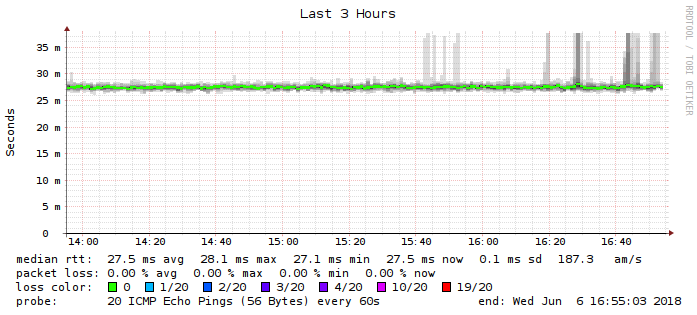 Last 3 Hours
RRDTOOL / TOBI OETIKER
Seconds
35 m
30 m
25 m
20 m
15 m
10 m
5 m
0
14:00 14:20 14:40 15:00 15:20 15:40 16:00 16:20 16:40
median rtt: 27.5 ms avg 28.1 ms max 27.1 ms min 27.5 ms now 0.1 ms sd 187.3 am/s
packet loss: 0.00 % avg 0.00 % max 0.00 % min 0.00 % now
loss color: 0 1/20 2/20 3/20 4/20 10/20 19/20
probe: 20 ICMP Echo Pings (56 Bytes) every 60s end: Wed Jun 6 16:55:03 2018